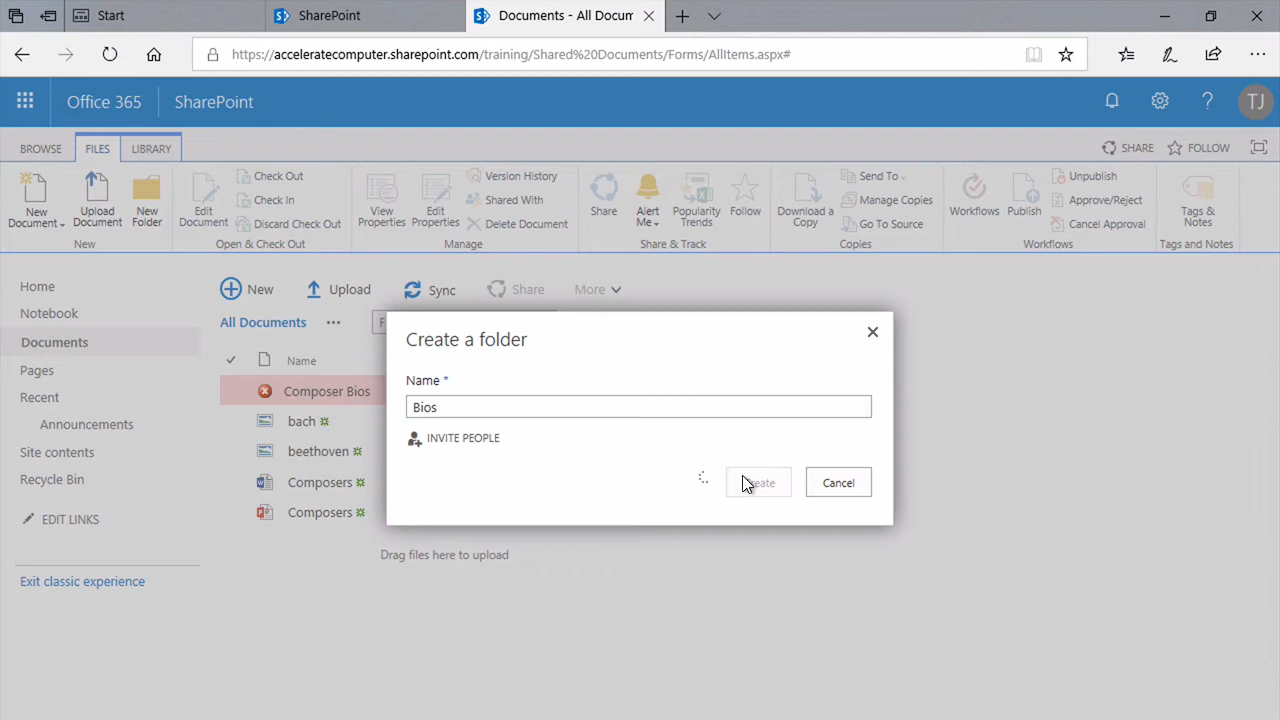 Start
SharePoint
Documents - All Docum
https://acceleratecomputer.sharepoint.com/training/Shared%20Documents/Forms/AllItems.aspx#
Office 365
SharePoint
TJ
BROWSE
FILES
LIBRARY
SHARE
FOLLOW
New Document
Upload Document
New Folder
New
Edit Document
Check Out
Check In
Discard Check Out
Open & Check Out
View Properties
Edit Properties
Version History
Shared With
Delete Document
Manage
Share
Alert Me
Popularity Trends
Follow
Share & Track
Download a Copy
Send To
Manage Copies
Go To Source
Copies
Workflows
Publish
Unpublish
Approve/Reject
Cancel Approval
Workflows
Tags & Notes
Tags and Notes
Home
Notebook
Documents
Pages
Recent
Announcements
Site contents
Recycle Bin
EDIT LINKS
Exit classic experience
New
Upload
Sync
Share
More
All Documents
F
Name
Composer Bios
bach
beethoven
Composers
Composers
Drag files here to upload
Create a folder
Name *
Bios
INVITE PEOPLE
Cancel